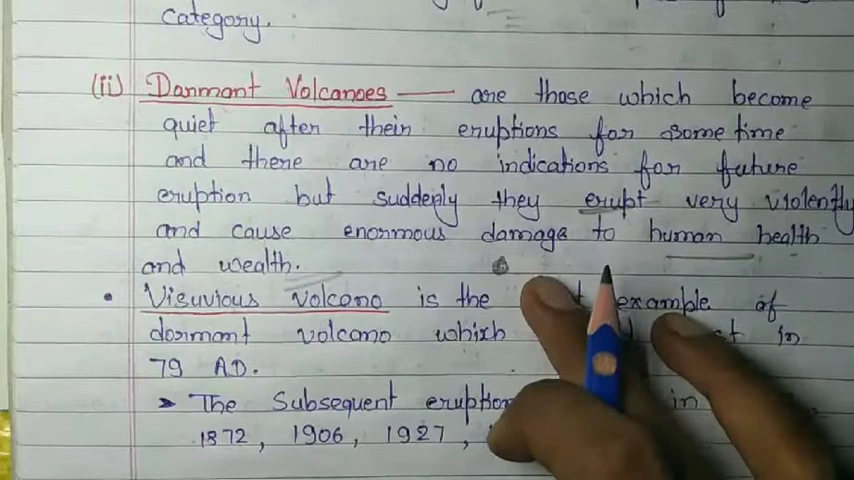 category.
(ii) Danmant Volcanoes — are those which become
quiet after their eruptions for some time
and there are no indications for future
eruption but suddenly they erupt very violently
and cause enormous damage to human health
and wealth.
• Visuvious volcano is the example of
dormant volcano which in
79 AD.
➤ The Subsequent eruption in
1872, 1906, 1927,